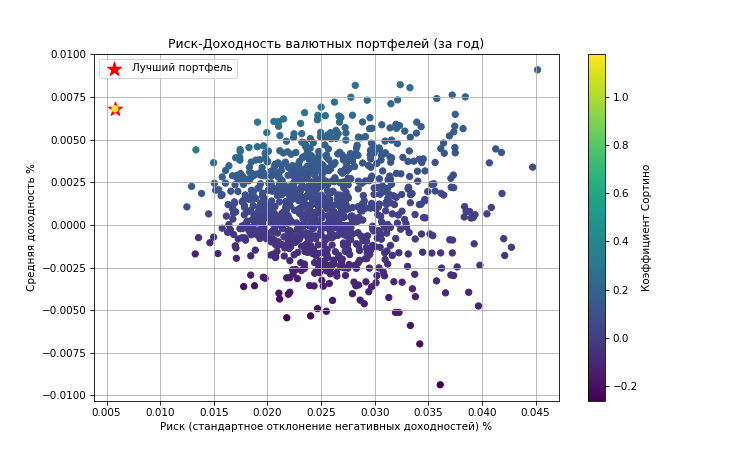 Риск-Доходность валютных портфелей (за год)
Лучший портфель
0.0100
0.0075
0.0050
0.0025
0.0000
−0.0025
−0.0050
−0.0075
−0.0100
Средняя доходность %
0.005 0.010 0.015 0.020 0.025 0.030 0.035 0.040 0.045
Риск (стандартное отклонение негативных доходностей) %
1.0
0.8
0.6
0.4
0.2
0.0
−0.2
Коэффициент Сортино